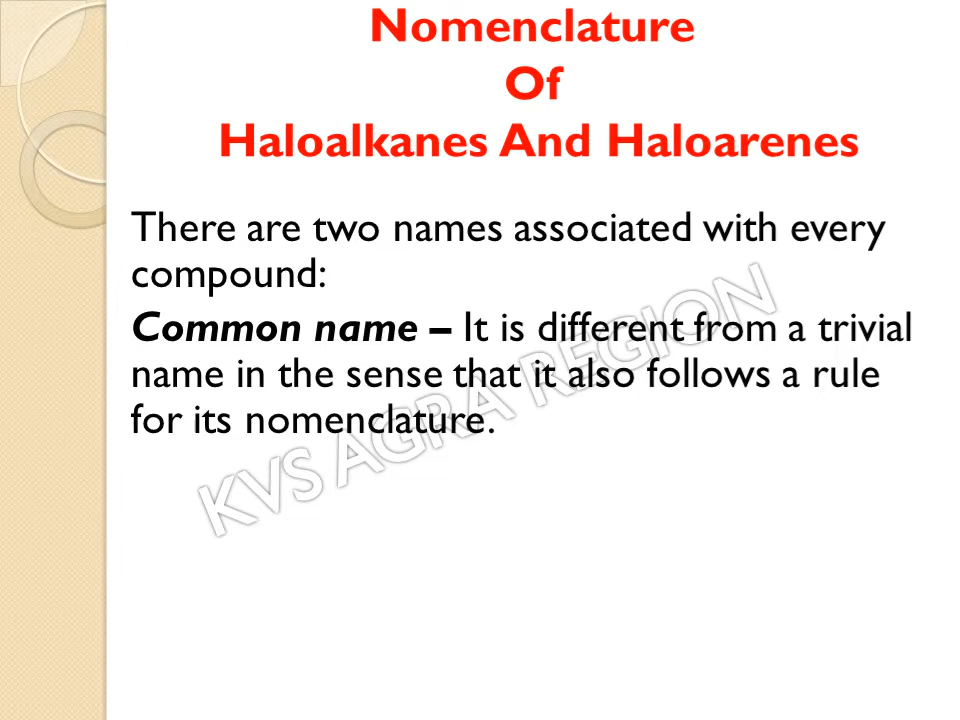 Nomenclature
Of
Haloalkanes And Haloarenes
There are two names associated with every
compound:
Common name – It is different from a trivial
name in the sense that it also follows a rule
for its nomenclature.
KVS AGRA REGION